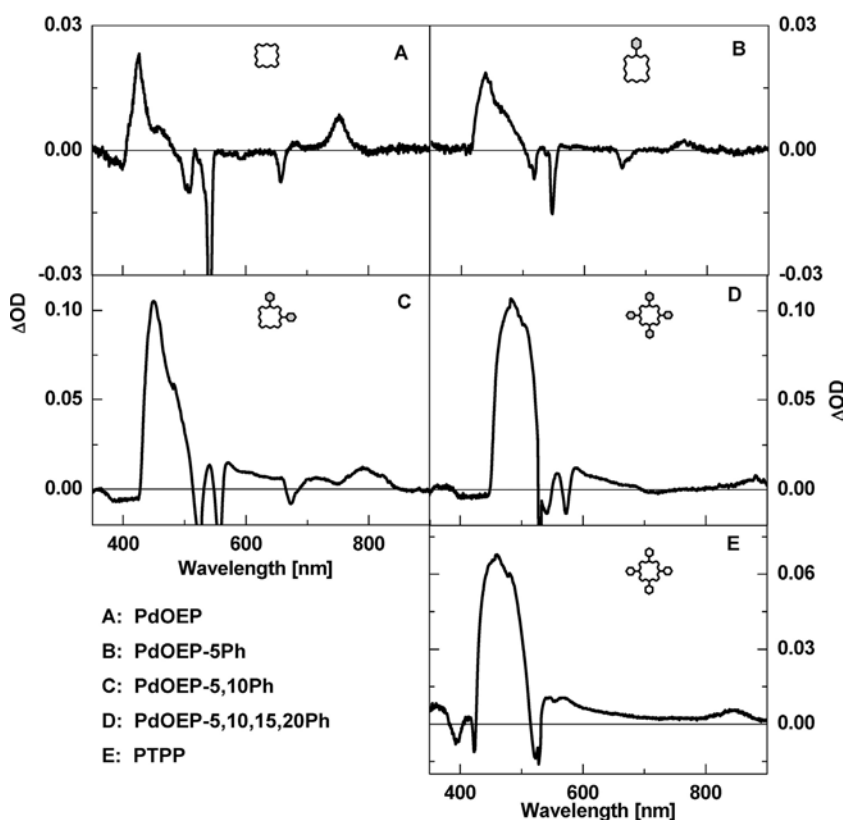 0.03
A
B
0.03
0.00
0.00
-0.03
-0.03
ΔOD
0.10
C
D
0.10
0.05
0.05
ΔOD
0.00
0.00
400
600
800
Wavelength [nm]
E
0.06
A: PdOEP
B: PdOEP-5Ph
0.03
C: PdOEP-5,10Ph
D: PdOEP-5,10,15,20Ph
0.00
E: PTPP
400
600
800
Wavelength [nm]